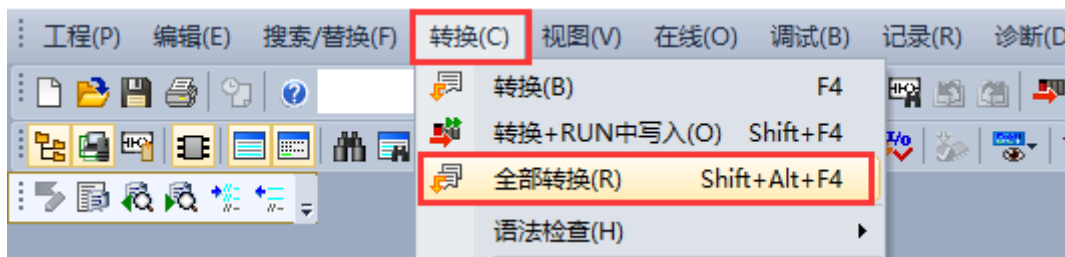 工程(P) 编辑(E) 搜索/替换(F) 转换(C) 视图(V) 在线(O) 调试(B) 记录(R) 诊断(D
转换(B) F4
转换+RUN中写入(O) Shift+F4
全部转换(R) Shift+Alt+F4
语法检查(H)